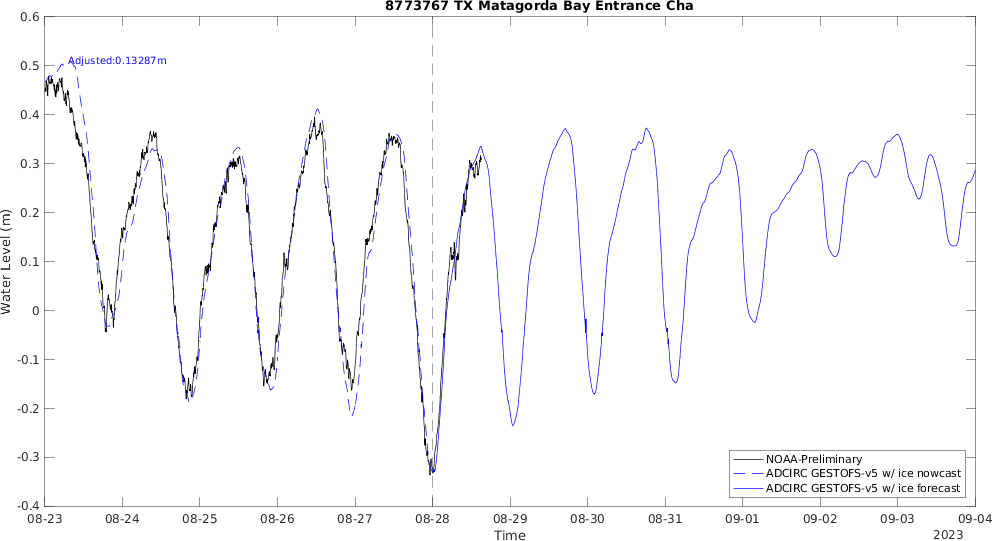 8773767 TX Matagorda Bay Entrance Cha
Adjusted:0.13287m
Water Level (m)
0.6
0.5
0.4
0.3
0.2
0.1
0
-0.1
-0.2
-0.3
-0.4
NOAA-Preliminary
ADCIRC GESTOFS-v5 w/ ice nowcast
ADCIRC GESTOFS-v5 w/ ice forecast
08-23 08-24 08-25 08-26 08-27 08-28 08-29 08-30 08-31 09-01 09-02 09-03 09-04
Time
2023